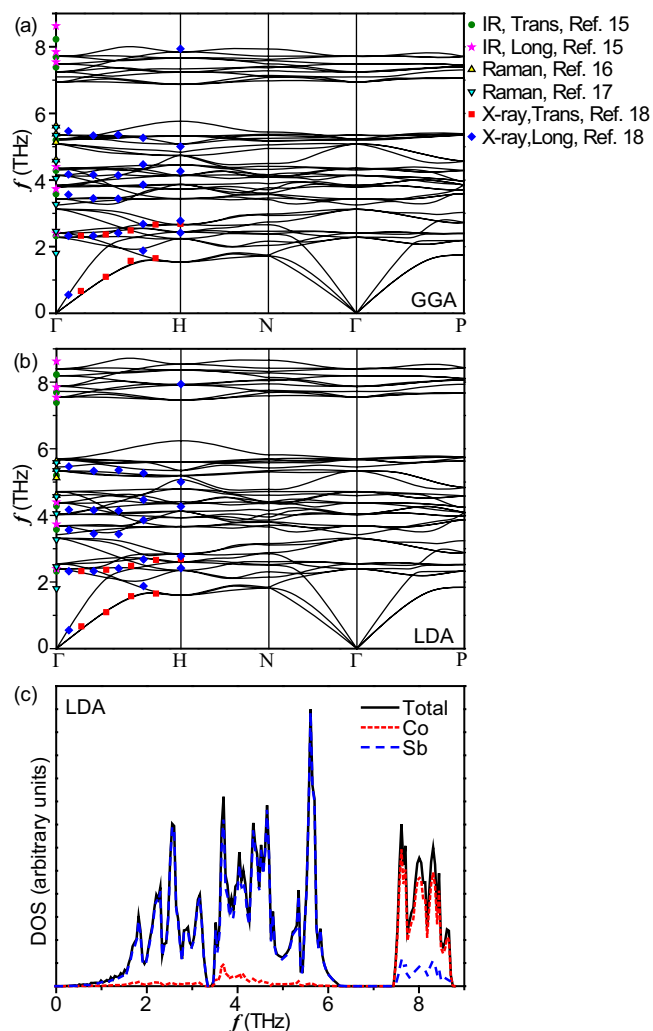 (a)
8
6
4
2
0
f (THz)
Γ H N Γ P
GGA
IR, Trans, Ref. 15
IR, Long, Ref. 15
Raman, Ref. 16
Raman, Ref. 17
X-ray,Trans, Ref. 18
X-ray,Long, Ref. 18
(b)
8
6
4
2
0
f (THz)
Γ H N Γ P
LDA
(c) LDA
Total
Co
Sb
DOS (arbitrary units)
0 2 4 6 8
f (THz)